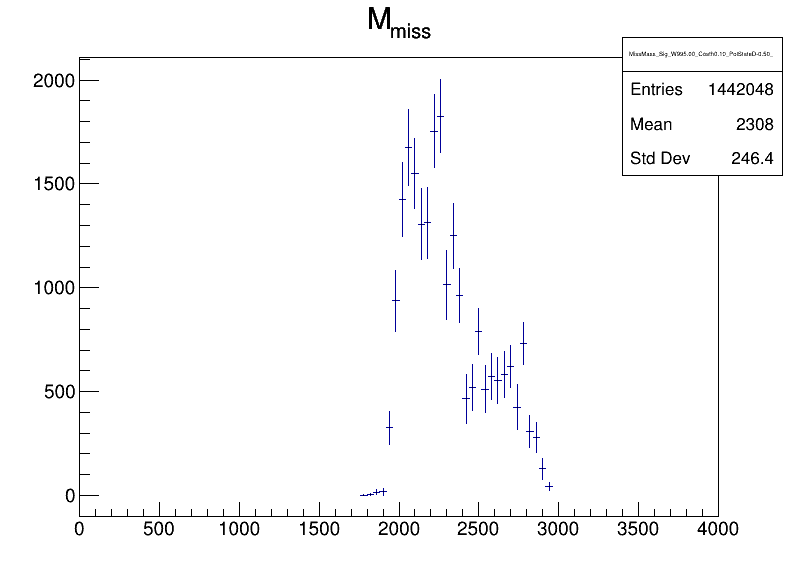 M_miss
MissMass_Sig_W995.00_Costh0.10_PolStateD-0.50_
Entries 1442048
Mean 2308
Std Dev 246.4
2000
1500
1000
500
0
0 500 1000 1500 2000 2500 3000 3500 4000